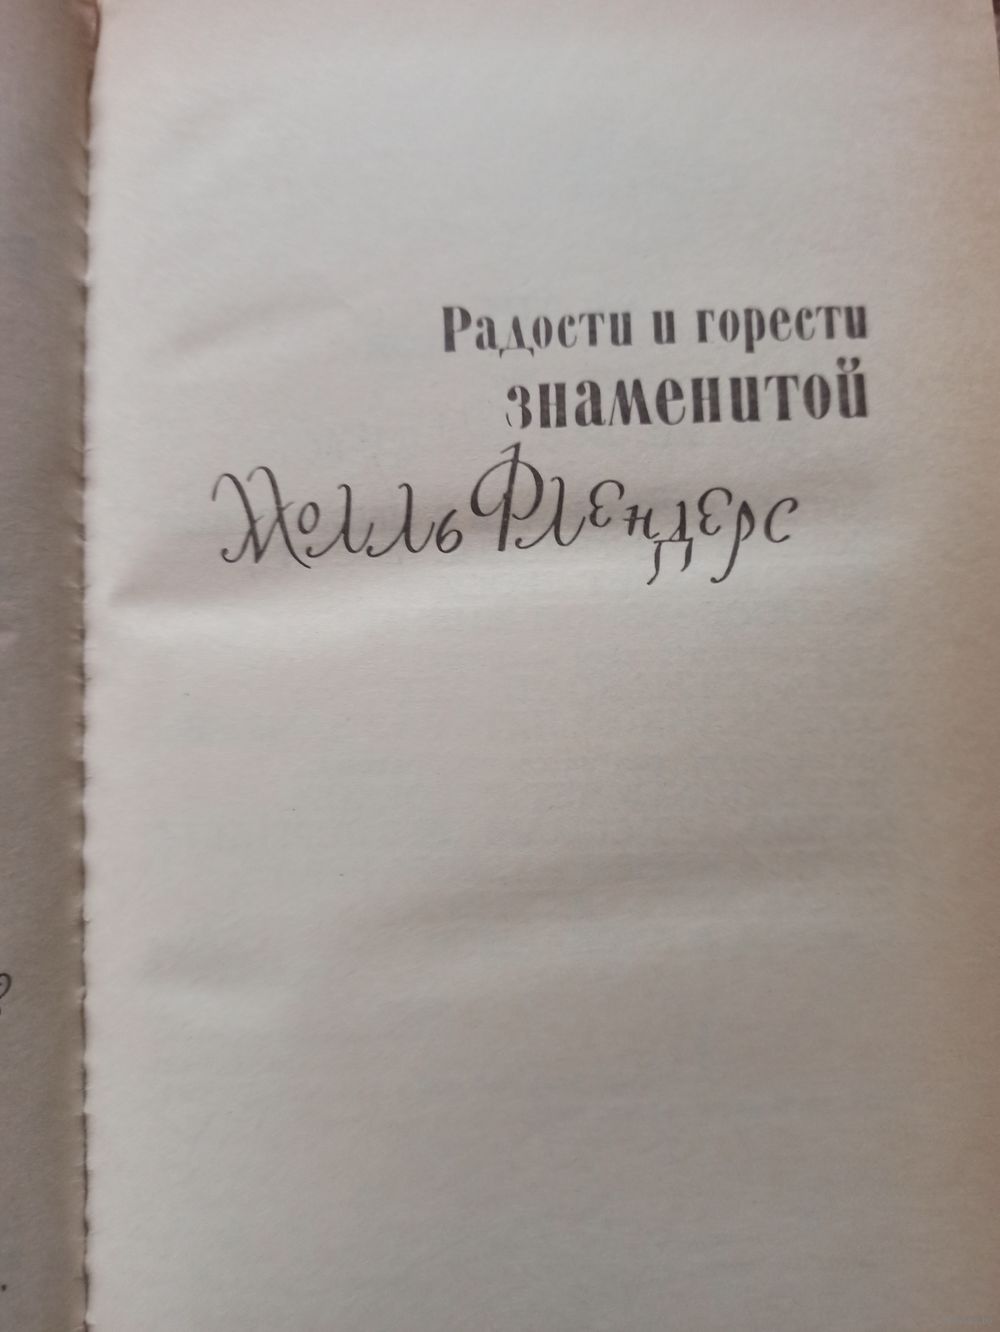 Радости и горести
знаменитой
Молль Флендерс